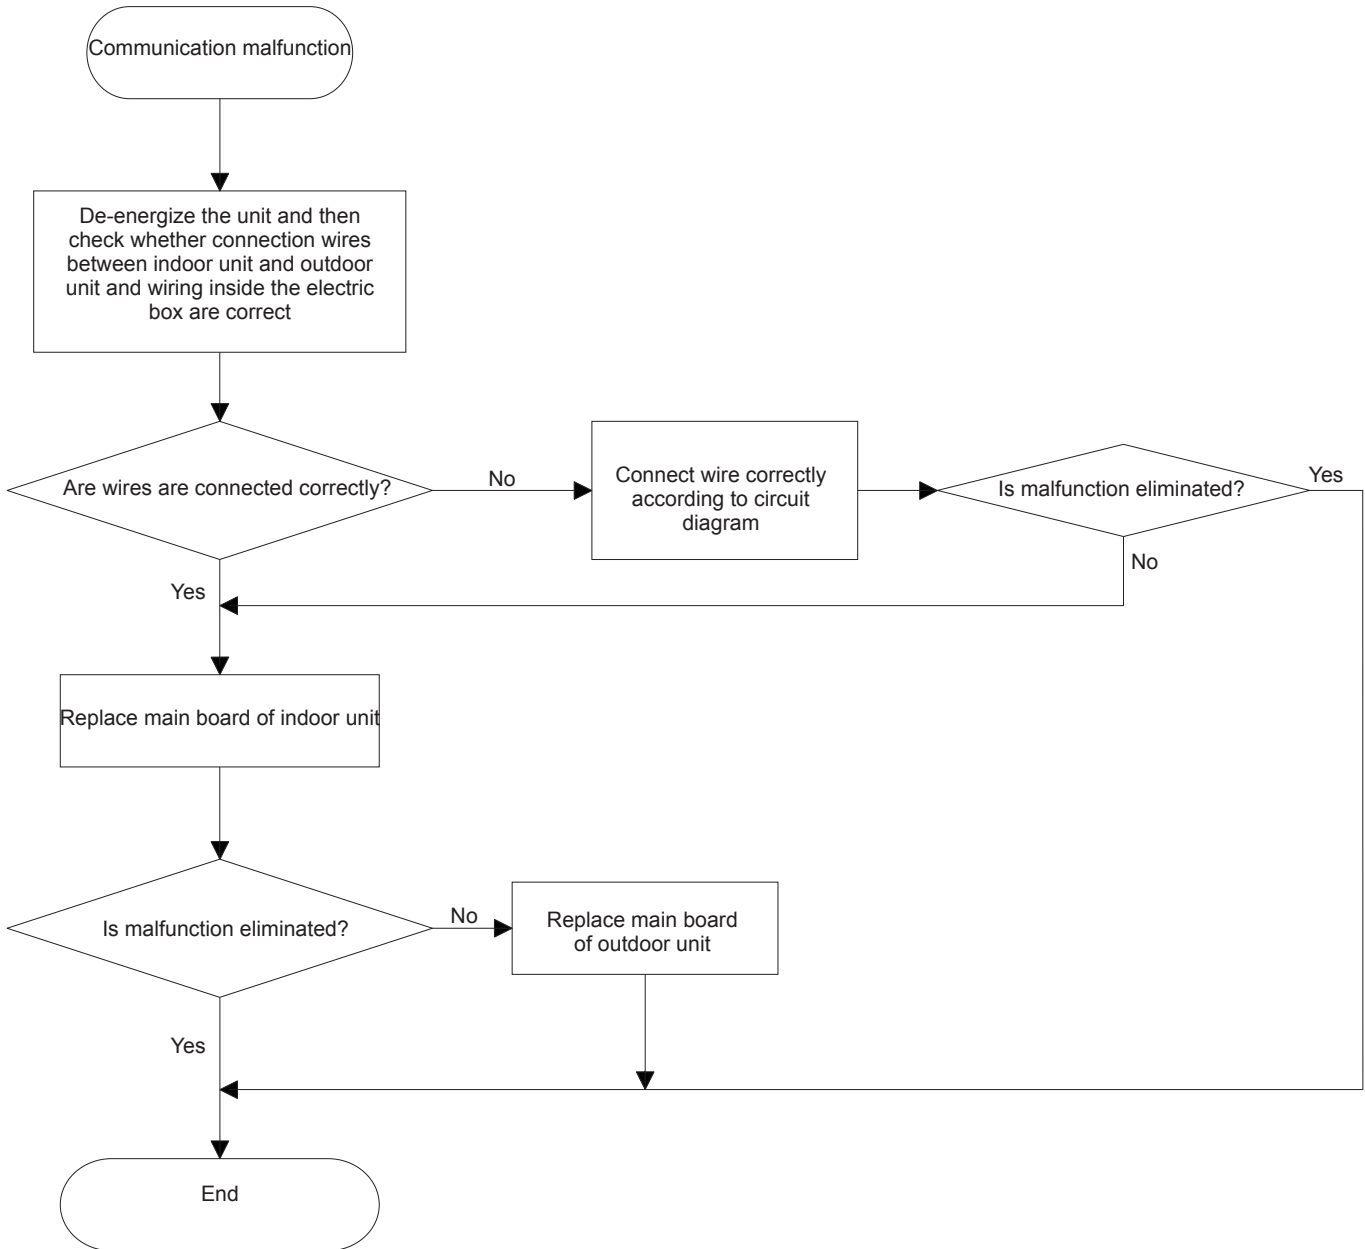 Communication malfunction
De-energize the unit and then
check whether connection wires
between indoor unit and outdoor
unit and wiring inside the electric
box are correct
Are wires are connected correctly?
No
Connect wire correctly
according to circuit
diagram
Is malfunction eliminated?
Yes
No
Yes
Replace main board of indoor unit
Is malfunction eliminated?
No
Replace main board
of outdoor unit
Yes
End